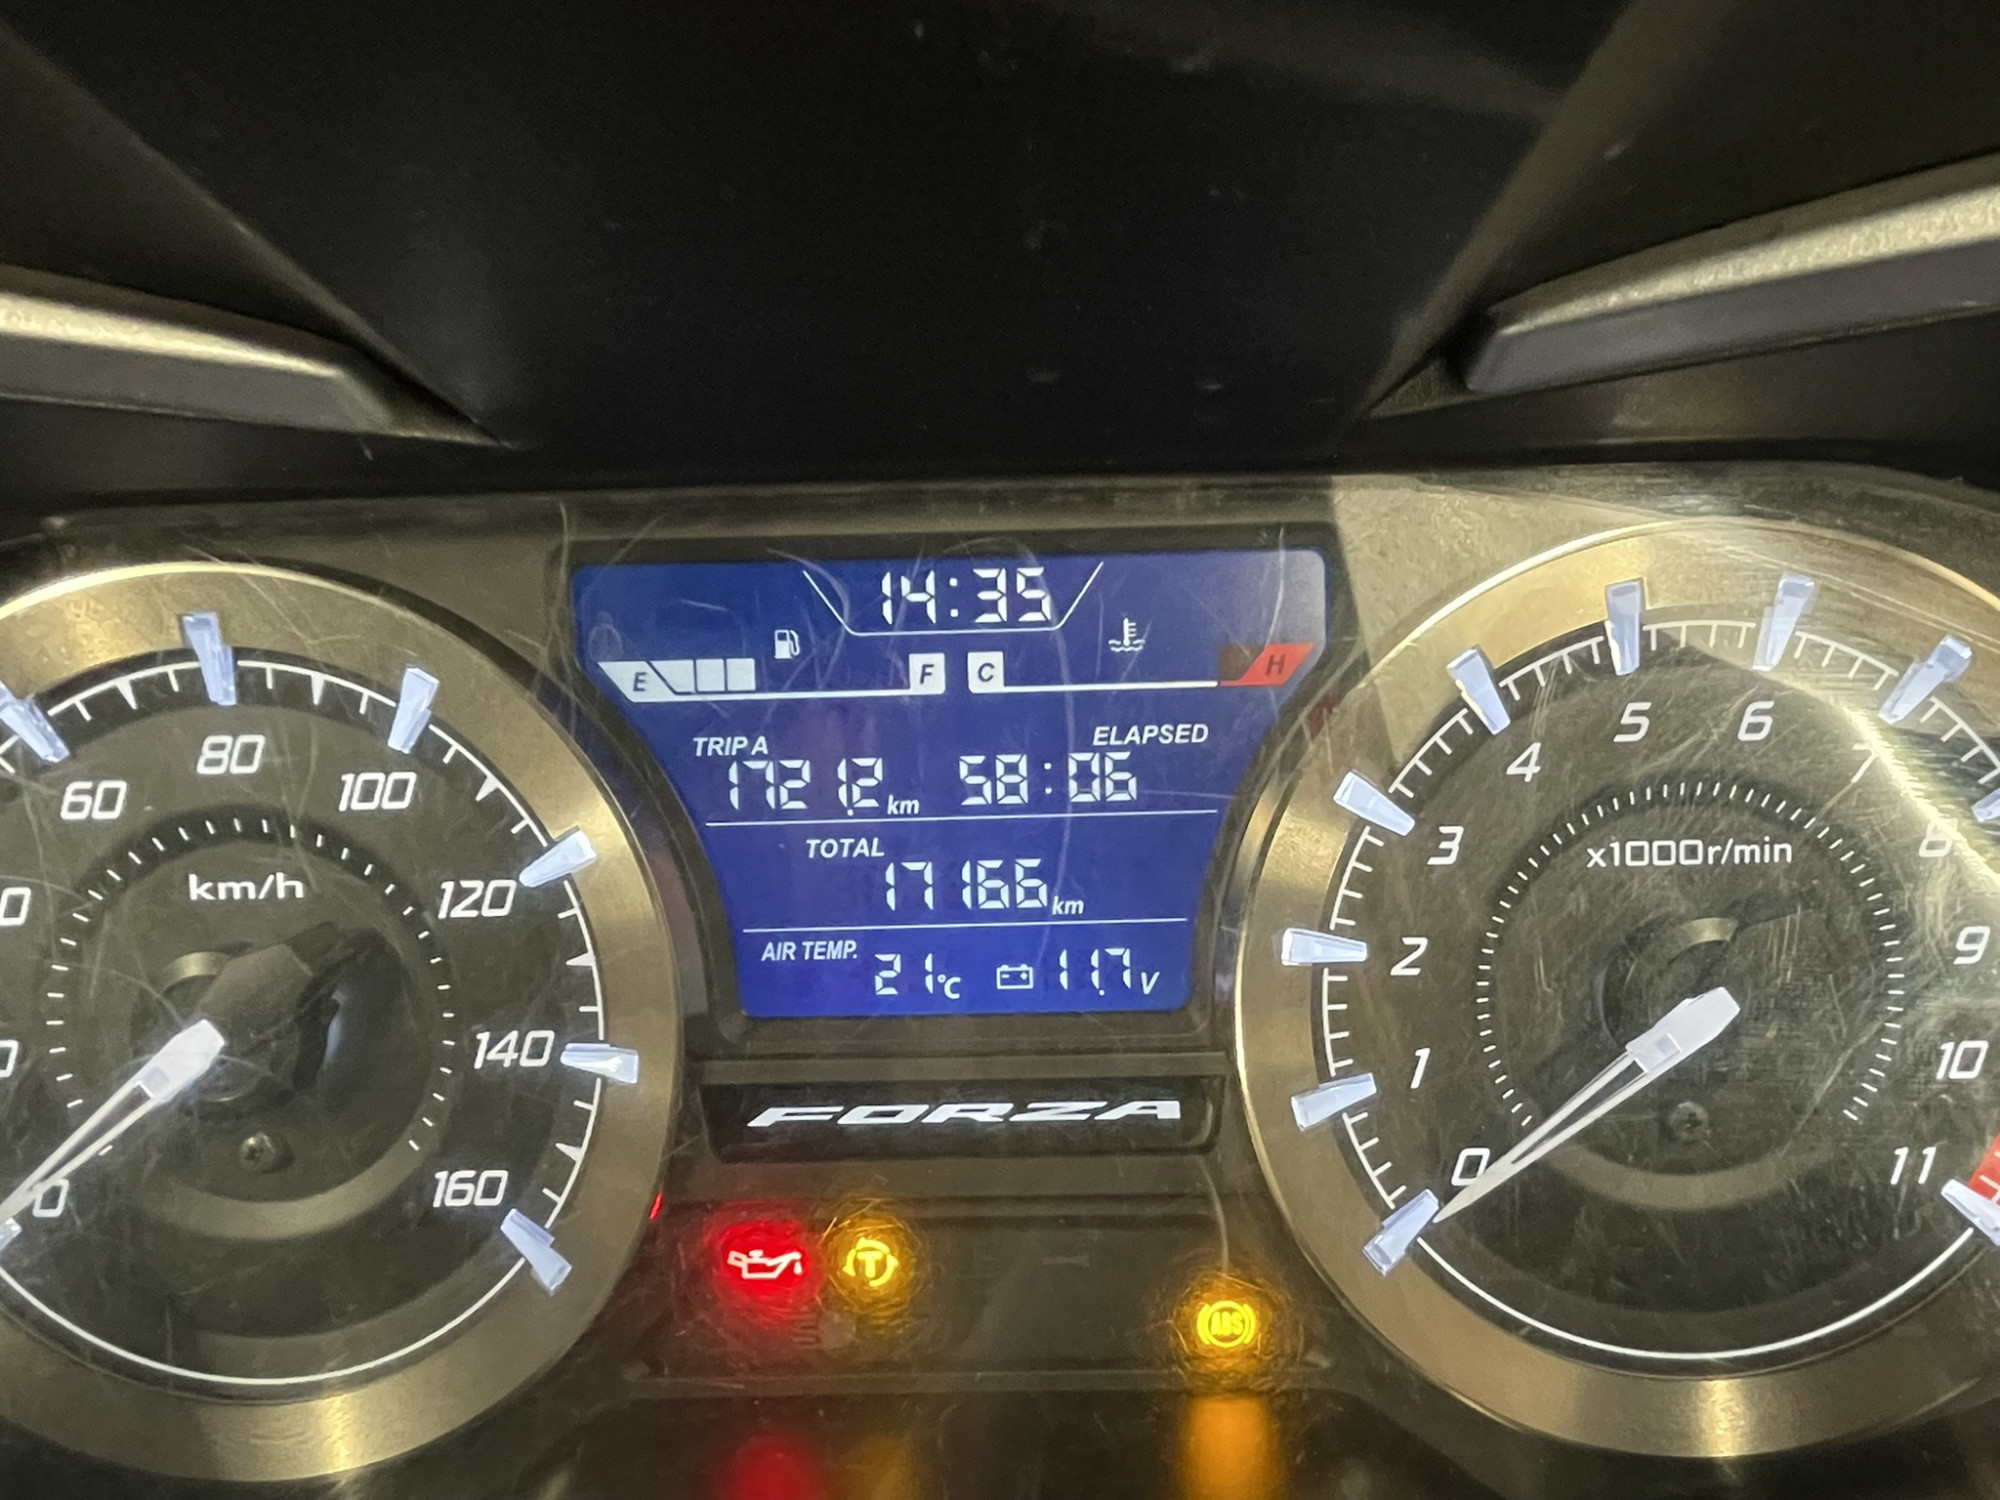 14:35
E F C H
TRIP A ELAPSED
1721.2 km 58:06
TOTAL
17166 km
AIR TEMP. 21°C 11.7 V
60 80 100 120 140 160
km/h
0
FORZA
0 1 2 3 4 5 6 7 8 9 10 11
x1000r/min
T
ABS